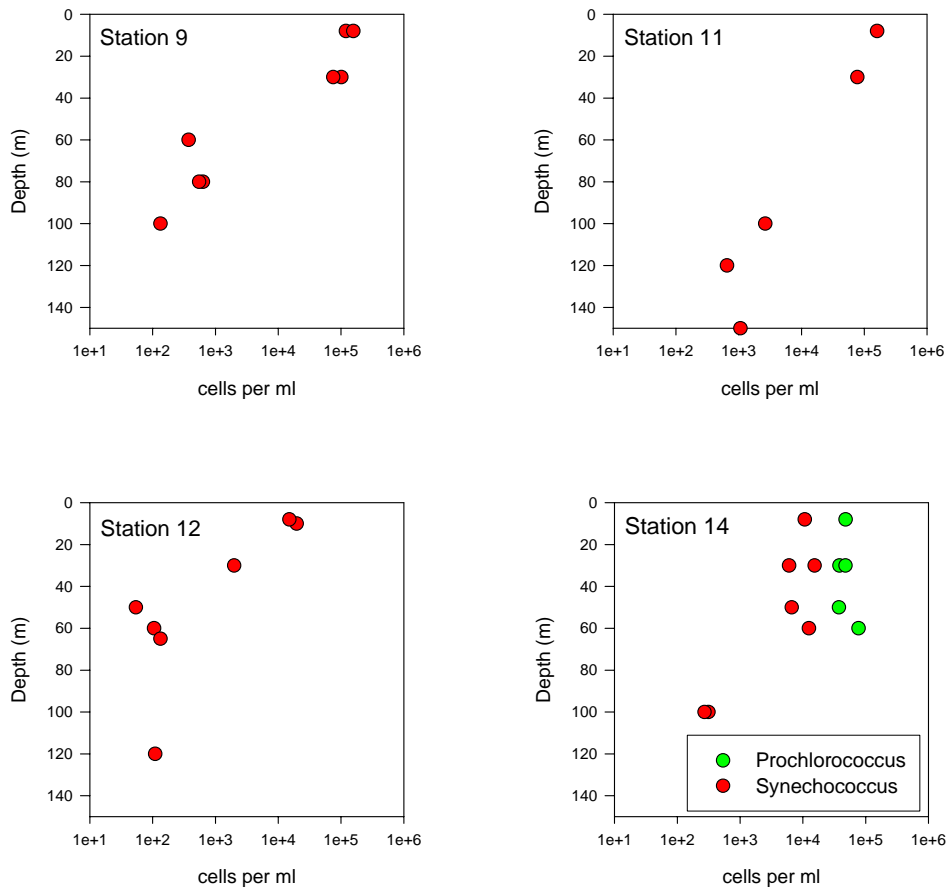 Station 9
Depth (m)
0
20
40
60
80
100
120
140
1e+1 1e+2 1e+3 1e+4 1e+5 1e+6
cells per ml
Station 11
Depth (m)
0
20
40
60
80
100
120
140
1e+1 1e+2 1e+3 1e+4 1e+5 1e+6
cells per ml
Station 12
Depth (m)
0
20
40
60
80
100
120
140
1e+1 1e+2 1e+3 1e+4 1e+5 1e+6
cells per ml
Station 14
Depth (m)
0
20
40
60
80
100
120
140
Prochlorococcus
Synechococcus
1e+1 1e+2 1e+3 1e+4 1e+5 1e+6
cells per ml